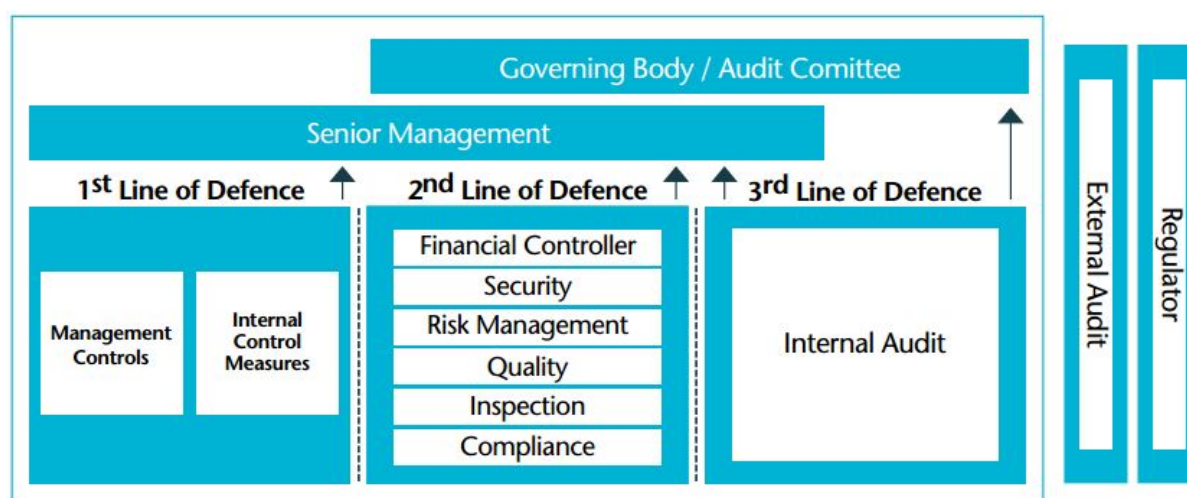 Governing Body / Audit Comittee
Senior Management
1st Line of Defence
2nd Line of Defence
3rd Line of Defence
Management
Controls
Internal
Control
Measures
Financial Controller
Security
Risk Management
Quality
Inspection
Compliance
Internal Audit
External Audit
Regulator